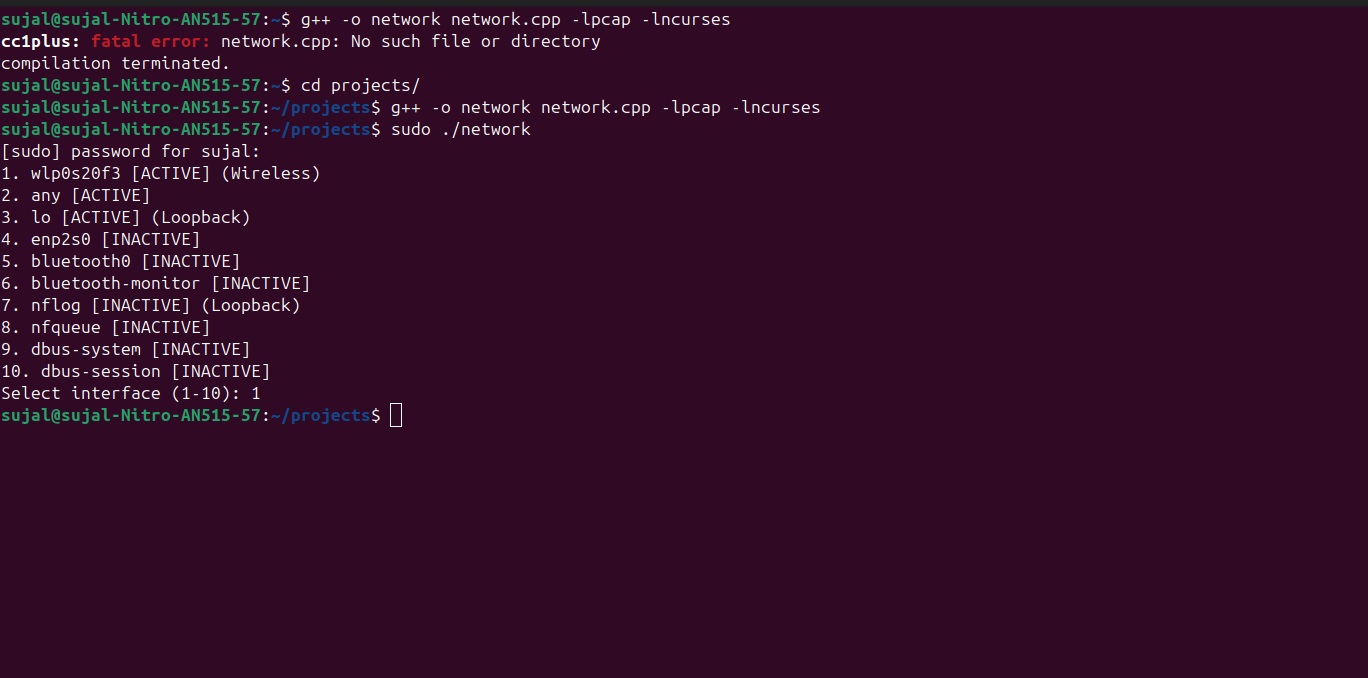 sujal@sujal-Nitro-AN515-57:~$ g++ -o network network.cpp -lpcap -lncurses
cc1plus: fatal error: network.cpp: No such file or directory
compilation terminated.
sujal@sujal-Nitro-AN515-57:~$ cd projects/
sujal@sujal-Nitro-AN515-57:~/projects$ g++ -o network network.cpp -lpcap -lncurses
sujal@sujal-Nitro-AN515-57:~/projects$ sudo ./network
[sudo] password for sujal:
1. wlp0s20f3 [ACTIVE] (Wireless)
2. any [ACTIVE]
3. lo [ACTIVE] (Loopback)
4. enp2s0 [INACTIVE]
5. bluetooth0 [INACTIVE]
6. bluetooth-monitor [INACTIVE]
7. nflog [INACTIVE] (Loopback)
8. nfqueue [INACTIVE]
9. dbus-system [INACTIVE]
10. dbus-session [INACTIVE]
Select interface (1-10): 1
sujal@sujal-Nitro-AN515-57:~/projects$